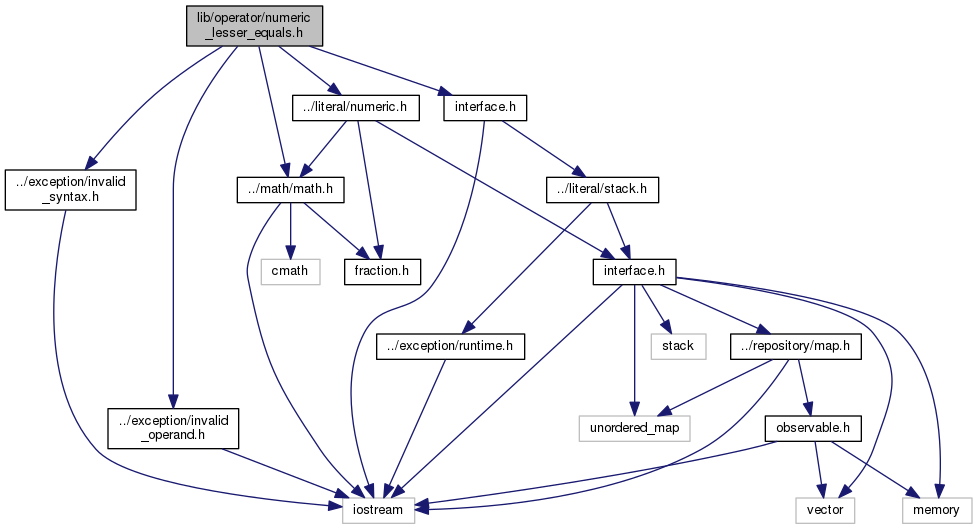 lib/operator/numeric
_lesser_equals.h
../literal/numeric.h
interface.h
../exception/invalid
_syntax.h
../math/math.h
../literal/stack.h
cmath
fraction.h
interface.h
../exception/runtime.h
stack
../repository/map.h
../exception/invalid
_operand.h
unordered_map
observable.h
iostream
vector
memory